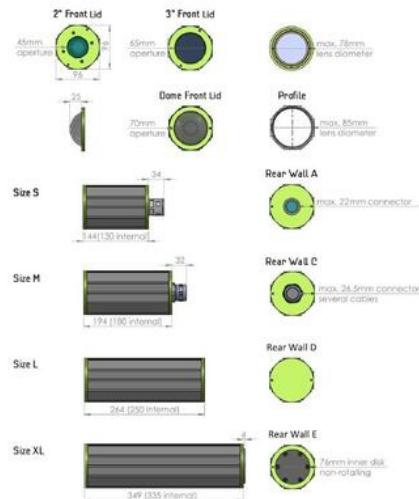 2" Front Lid
3" Front Lid
45mm
aperture
96
96
65mm
aperture
max. 78mm
lens diameter
25
Dome Front Lid
70mm
aperture
Profile
max. 85mm
lens diameter
Size S
34
144(130 internal)
Rear Wall A
max. 22mm connector
Size M
32
194 (180 internal)
Rear Wall C
max. 26.5mm connector
several cables
Size L
264 (250 internal)
Rear Wall D
Size XL
4
349 (335 internal)
Rear Wall E
76mm inner disk
non-rotating